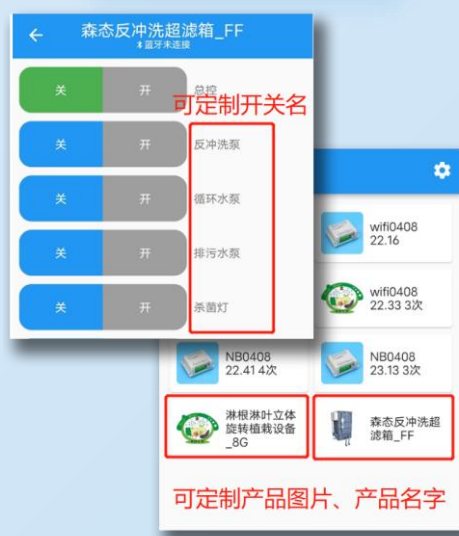 森态反冲洗超滤箱_FF
蓝牙未连接
关 开 总控
可定制开关名
关 开 反冲洗泵
关 开 循环水泵
关 开 排污水泵
关 开 杀菌灯
wifi0408
22.16
wifi0408
22.33 3次
NB0408
22.41 4次
NB0408
23.13 3次
淋根淋叶立体
旋转植栽设备
_8G
森态反冲洗超
滤箱_FF
可定制产品图片、产品名字